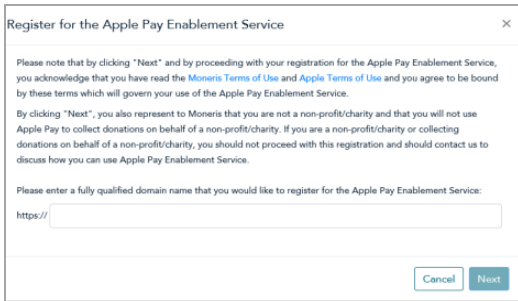 Register for the Apple Pay Enablement Service
Please note that by clicking "Next" and by proceeding with your registration for the Apple Pay Enablement Service,
you acknowledge that you have read the Moneris Terms of Use and Apple Terms of Use and you agree to be bound
by these terms which will govern your use of the Apple Pay Enablement Service.
By clicking "Next", you also represent to Moneris that you are not a non-profit/charity and that you will not use
Apple Pay to collect donations on behalf of a non-profit/charity. If you are a non-profit/charity or collecting
donations on behalf of a non-profit/charity, you should not proceed with this registration and should contact us to
discuss how you can use Apple Pay Enablement Service.
Please enter a fully qualified domain name that you would like to register for the Apple Pay Enablement Service:
https://
Cancel Next